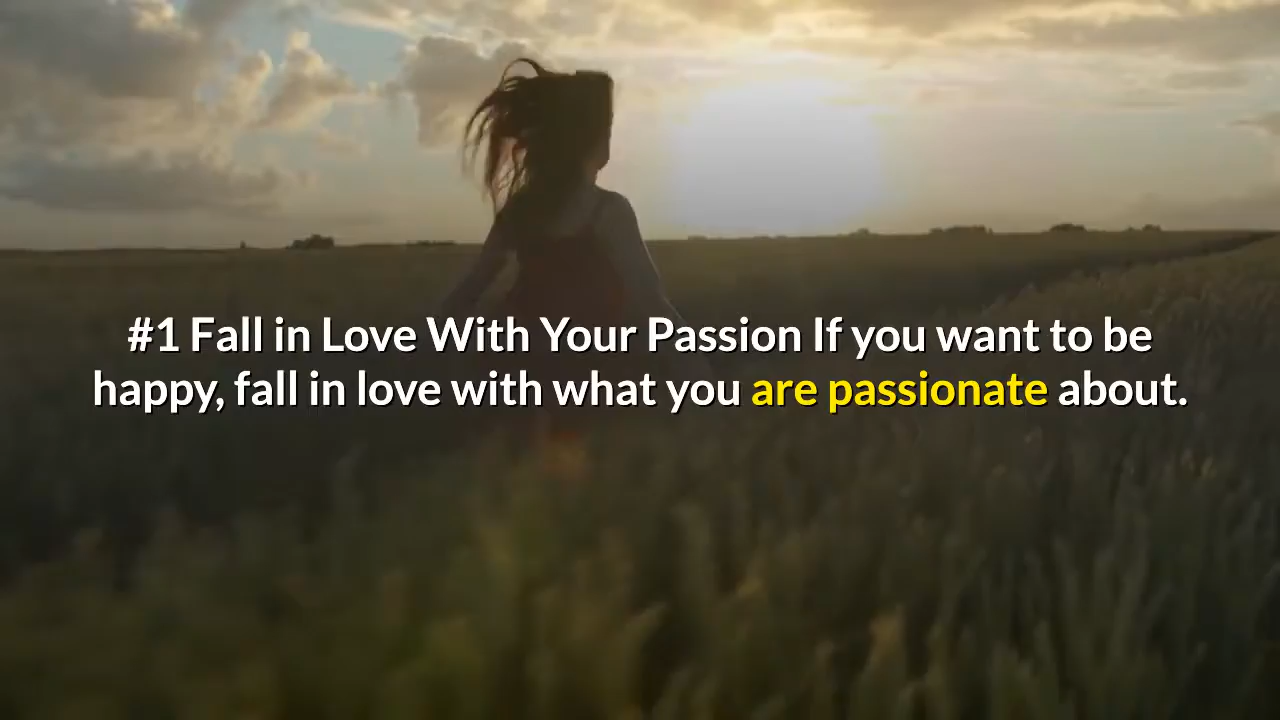 #1 Fall in Love With Your Passion If you want to be
happy, fall in love with what you are passionate about.